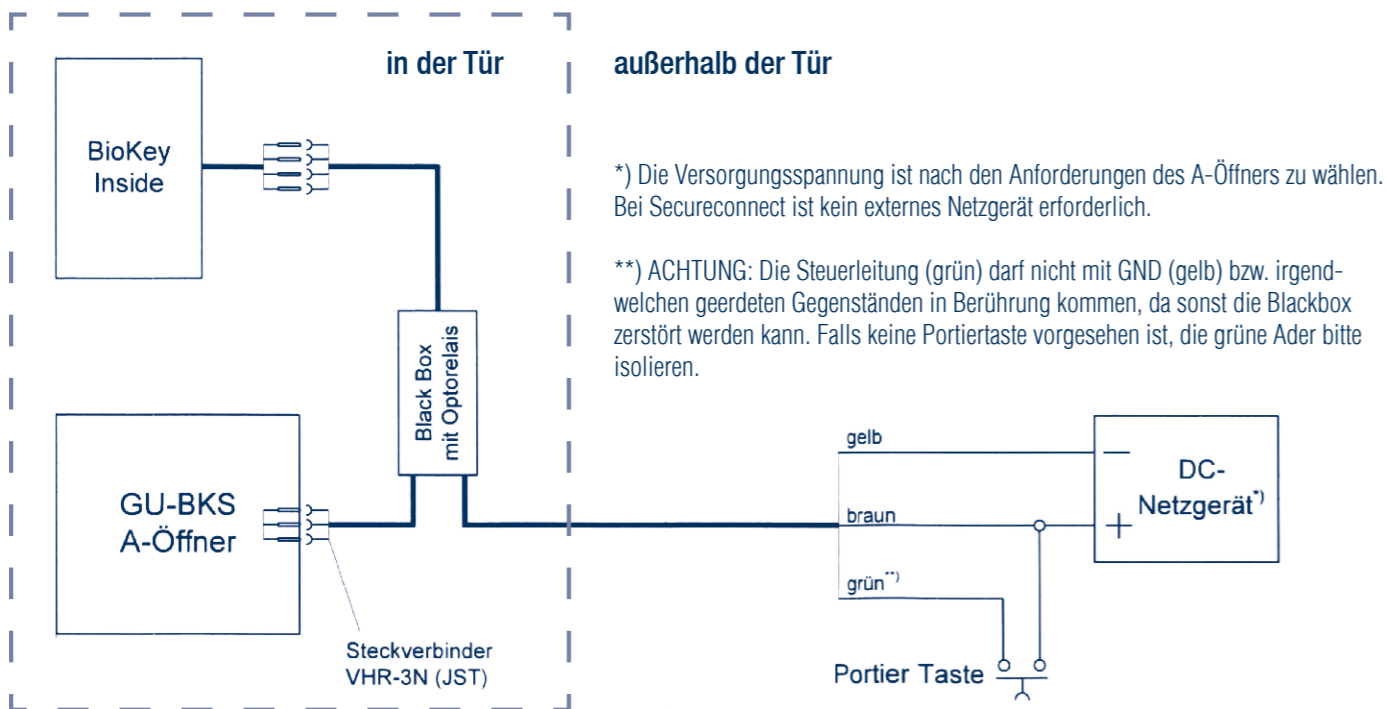 in der Tür
außerhalb der Tür
BioKey
Inside
*) Die Versorgungsspannung ist nach den Anforderungen des A-Öffners zu wählen.
Bei Secureconnect ist kein externes Netzgerät erforderlich.
**) ACHTUNG: Die Steuerleitung (grün) darf nicht mit GND (gelb) bzw. irgend-
welchen geerdeten Gegenständen in Berührung kommen, da sonst die Blackbox
zerstört werden kann. Falls keine Portiertaste vorgesehen ist, die grüne Ader bitte
isolieren.
Black Box
mit Optorelais
GU-BKS
A-Öffner
Steckverbinder
VHR-3N (JST)
gelb
braun
grün**)
−
+
DC-
Netzgerät*)
Portier Taste